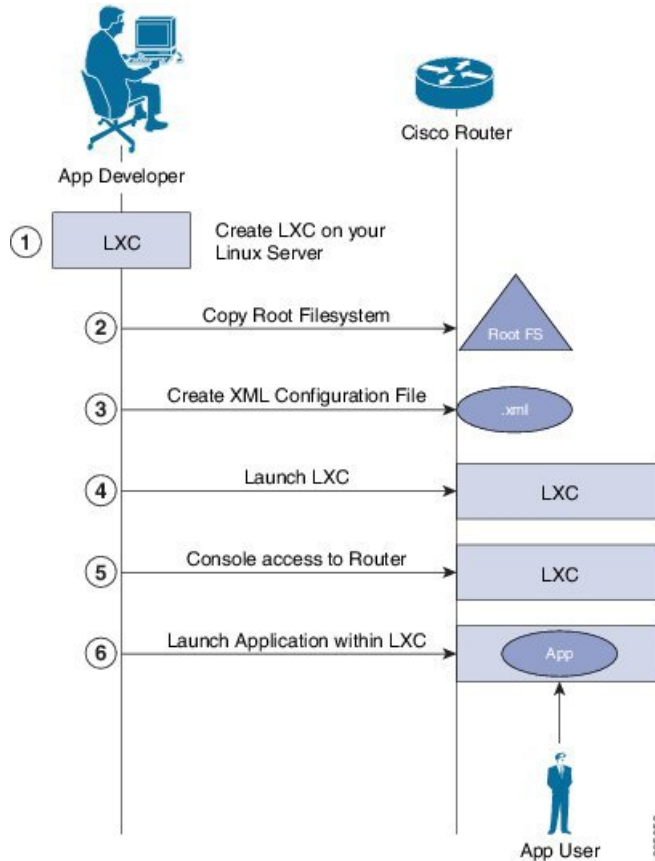 App Developer
Cisco Router
1
LXC
Create LXC on your
Linux Server
2
Copy Root Filesystem
Root FS
3
Create XML Configuration File
.xml
4
Launch LXC
LXC
5
Console access to Router
LXC
6
Launch Application within LXC
App
App User